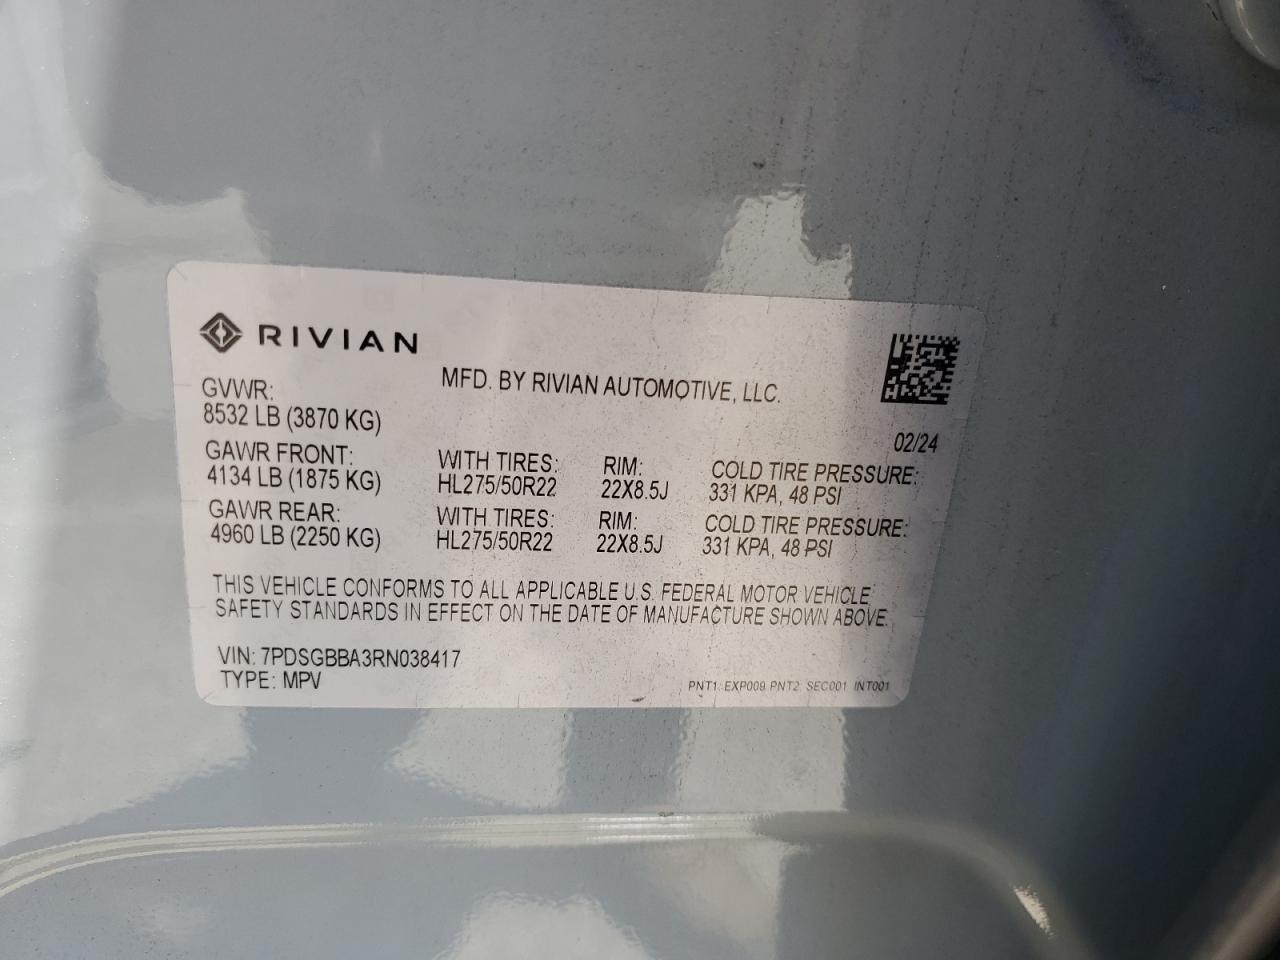 RIVIAN
MFD. BY RIVIAN AUTOMOTIVE, LLC.
GVWR:
8532 LB (3870 KG)
02/24
GAWR FRONT: WITH TIRES: RIM: COLD TIRE PRESSURE:
4134 LB (1875 KG) HL275/50R22 22X8.5J 331 KPA, 48 PSI
GAWR REAR: WITH TIRES: RIM: COLD TIRE PRESSURE:
4960 LB (2250 KG) HL275/50R22 22X8.5J 331 KPA, 48 PSI
THIS VEHICLE CONFORMS TO ALL APPLICABLE U.S. FEDERAL MOTOR VEHICLE
SAFETY STANDARDS IN EFFECT ON THE DATE OF MANUFACTURE SHOWN ABOVE.
VIN: 7PDSGBBA3RN038417
TYPE: MPV
PNT1: EXP009 PNT2: SEC001 INT001